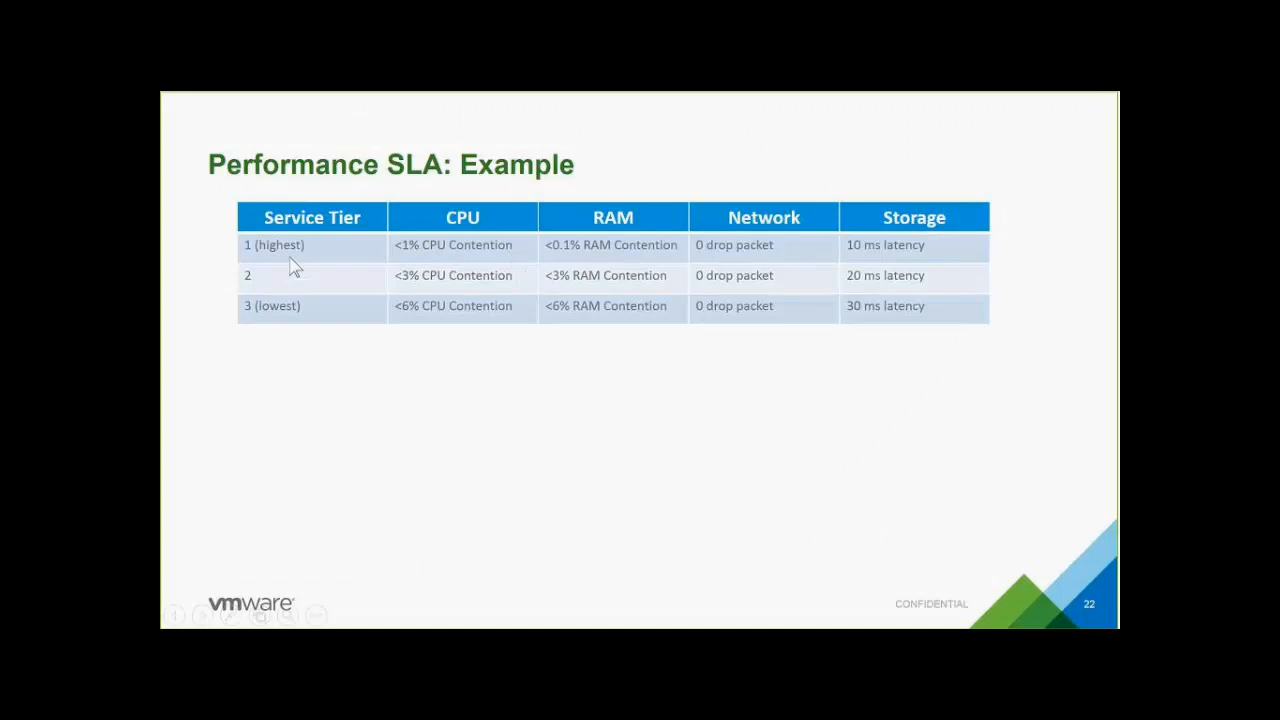 Performance SLA: Example
Service Tier CPU RAM Network Storage
1 (highest) <1% CPU Contention <0.1% RAM Contention 0 drop packet 10 ms latency
2 <3% CPU Contention <3% RAM Contention 0 drop packet 20 ms latency
3 (lowest) <6% CPU Contention <6% RAM Contention 0 drop packet 30 ms latency
vmware
CONFIDENTIAL
22